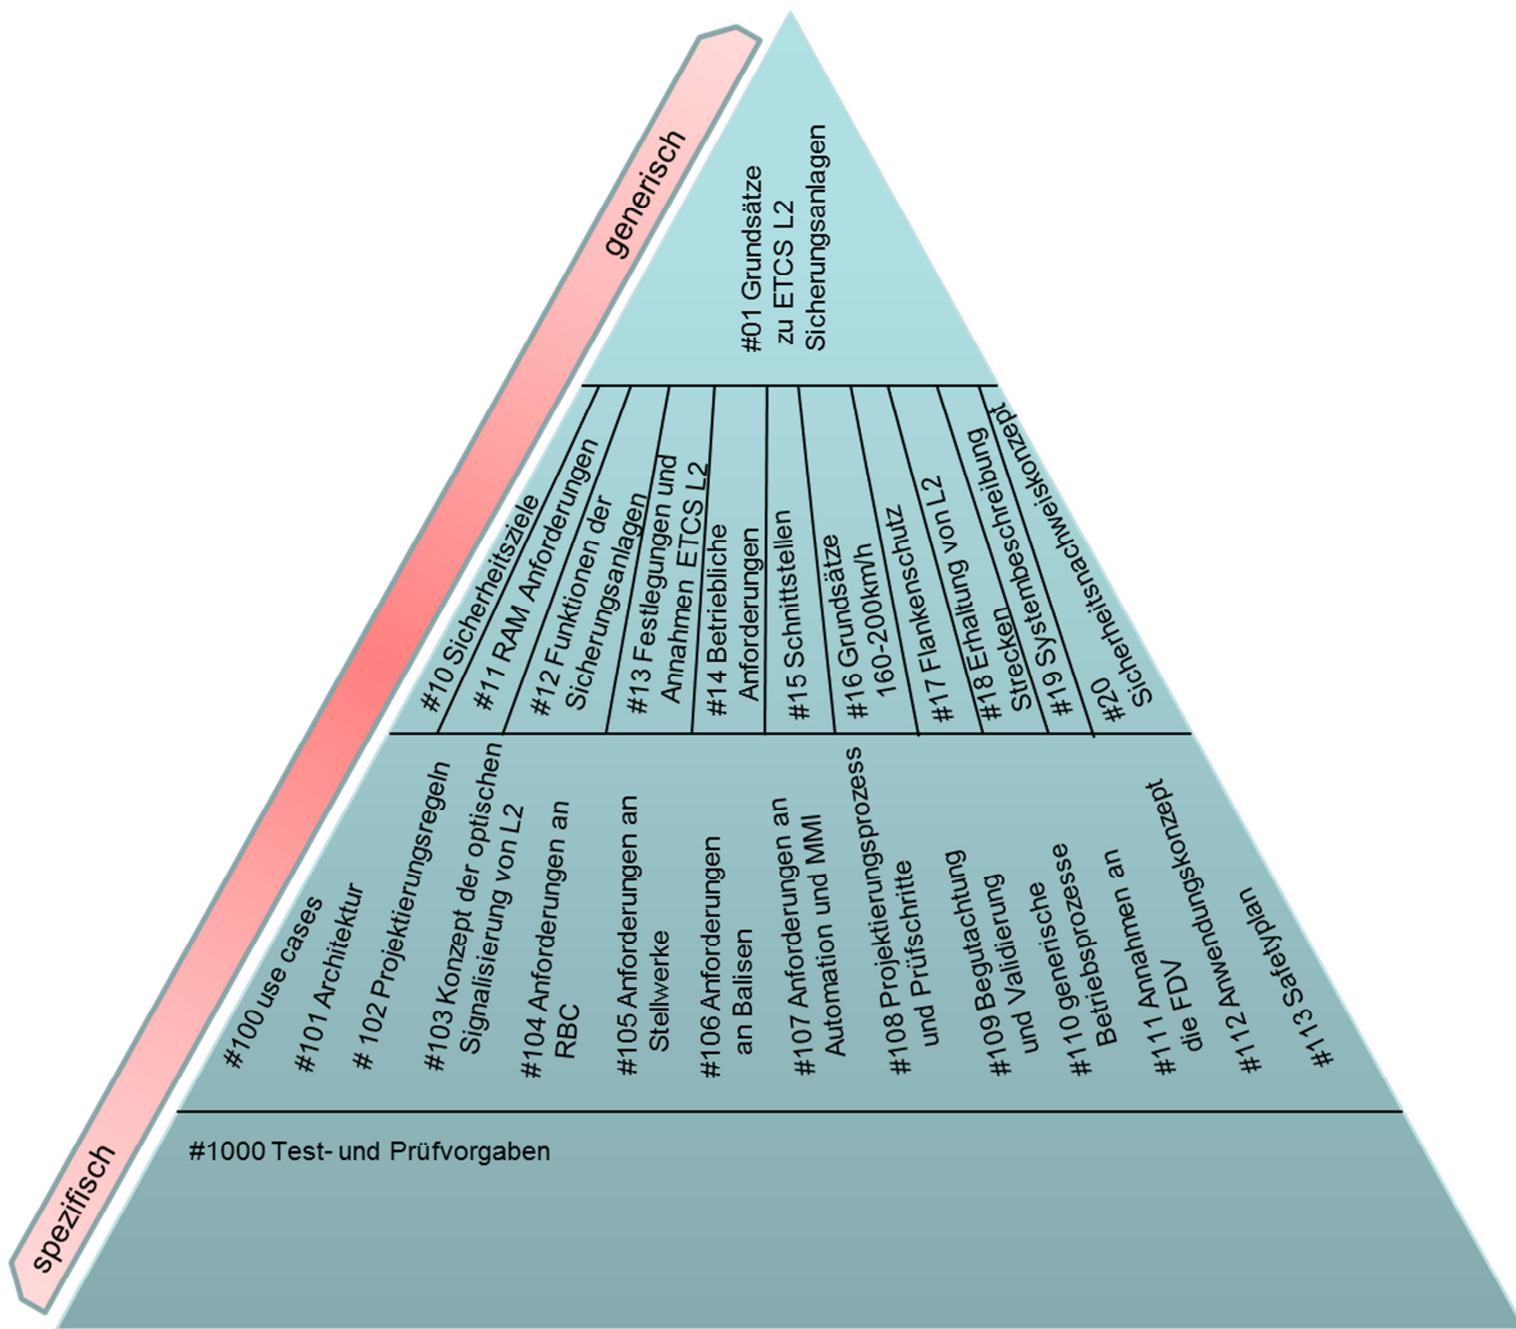 generisch
#01 Grundsätze
zu ETCS L2
Sicherungsanlagen
#10 Sicherheitsziele
#11 RAM Anforderungen
#12 Funktionen der
Sicherungsanlagen
#13 Festlegungen und
Annahmen ETCS L2
#14 Betriebliche
Anforderungen
#15 Schnittstellen
#16 Grundsätze
160-200km/h
#17 Flankenschutz
#18 Erhaltung von L2
Strecken
#19 Systembeschreibung
#20
Sicherheitsnachweiskonzept
#100 use cases
#101 Architektur
# 102 Projektierungsregeln
#103 Konzept der optischen
Signalisierung von L2
#104 Anforderungen an
RBC
#105 Anforderungen an
Stellwerke
#106 Anforderungen
an Balisen
#107 Anforderungen an
Automation und MMI
#108 Projektierungsprozess
und Prüfschritte
#109 Begutachtung
und Validierung
#110 generische
Betriebsprozesse
#111 Annahmen an
die FDV
#112 Anwendungskonzept
#113 Safetyplan
#1000 Test- und Prüfvorgaben
spezifisch